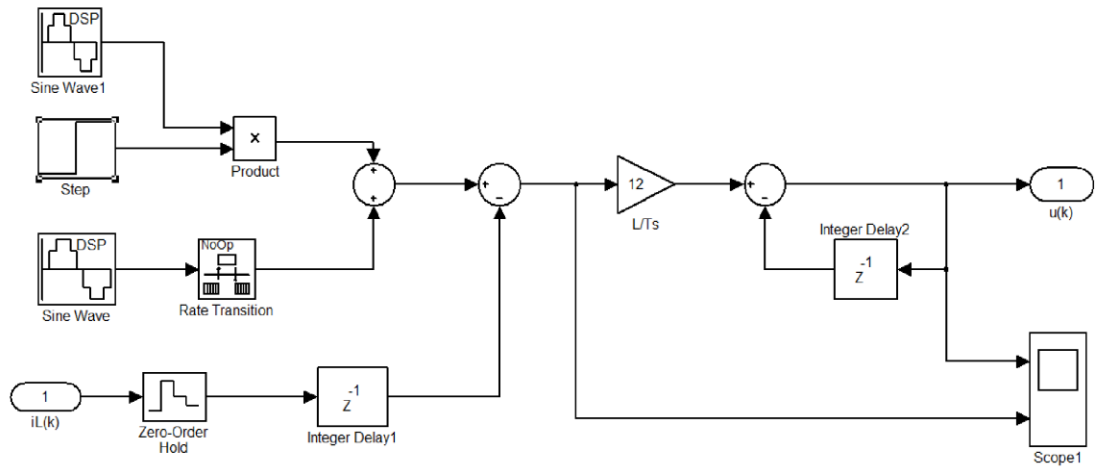 DSP
Sine Wave1
Step
x
Product
+
+
+
−
12
L/Ts
+
−
1
u(k)
Integer Delay2
-1
Z
DSP
Sine Wave
NoOp
Rate Transition
1
iL(k)
Zero-Order
Hold
-1
Z
Integer Delay1
Scope1